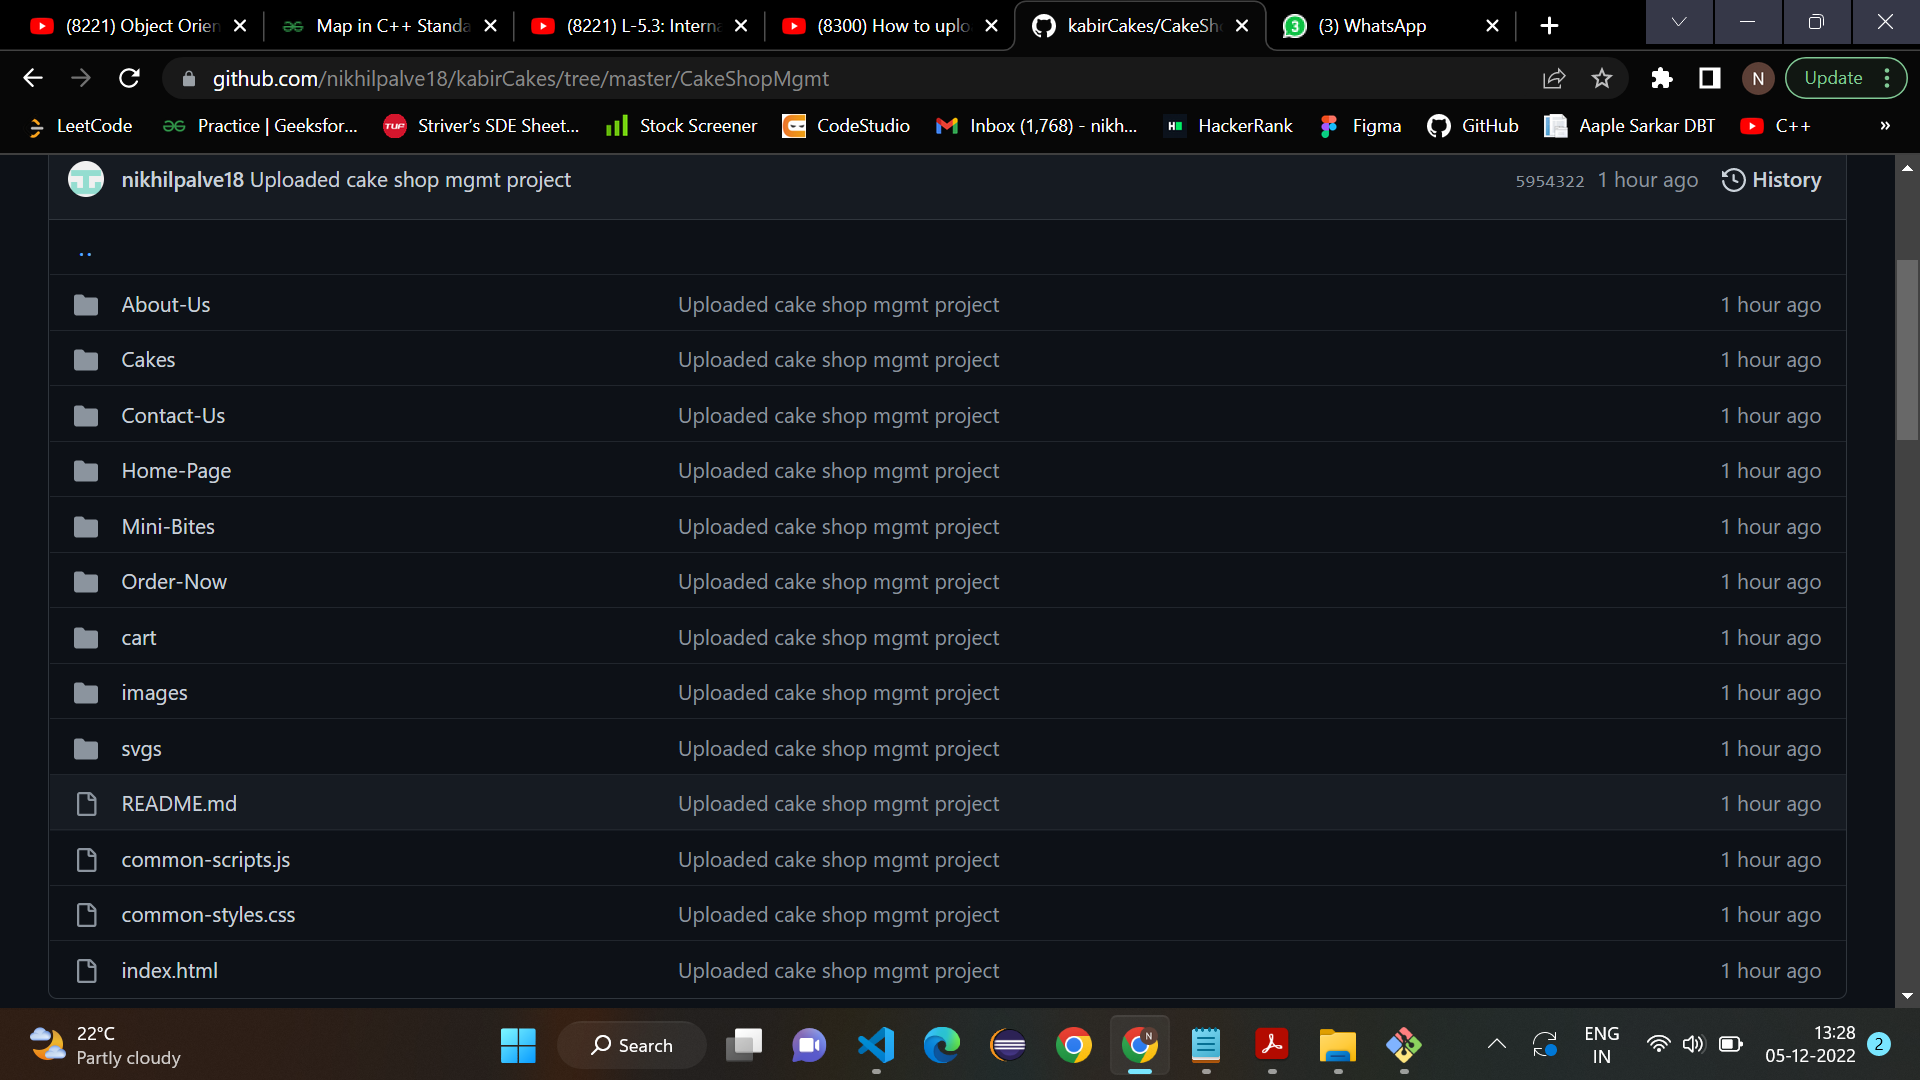 (8221) Object Orien
Map in C++ Standa
(8221) L-5.3: Interna
(8300) How to uplo
kabirCakes/CakeSh
3 (3) WhatsApp
github.com/nikhilpalve18/kabirCakes/tree/master/CakeShopMgmt
N
Update
LeetCode
Practice | Geeksfor...
TUF Striver's SDE Sheet...
Stock Screener
CodeStudio
Inbox (1,768) - nikh...
HackerRank
Figma
GitHub
Aaple Sarkar DBT
C++
»
nikhilpalve18 Uploaded cake shop mgmt project 5954322 1 hour ago History
..
About-Us Uploaded cake shop mgmt project 1 hour ago
Cakes Uploaded cake shop mgmt project 1 hour ago
Contact-Us Uploaded cake shop mgmt project 1 hour ago
Home-Page Uploaded cake shop mgmt project 1 hour ago
Mini-Bites Uploaded cake shop mgmt project 1 hour ago
Order-Now Uploaded cake shop mgmt project 1 hour ago
cart Uploaded cake shop mgmt project 1 hour ago
images Uploaded cake shop mgmt project 1 hour ago
svgs Uploaded cake shop mgmt project 1 hour ago
README.md Uploaded cake shop mgmt project 1 hour ago
common-scripts.js Uploaded cake shop mgmt project 1 hour ago
common-styles.css Uploaded cake shop mgmt project 1 hour ago
index.html Uploaded cake shop mgmt project 1 hour ago
22°C
Partly cloudy
Search
N
ENG
IN
13:28
05-12-2022
2